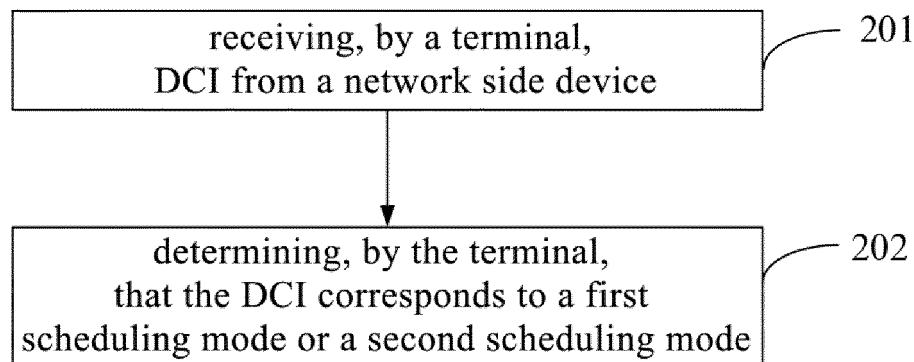 receiving, by a terminal,
DCI from a network side device
201
determining, by the terminal,
that the DCI corresponds to a first
scheduling mode or a second scheduling mode
202